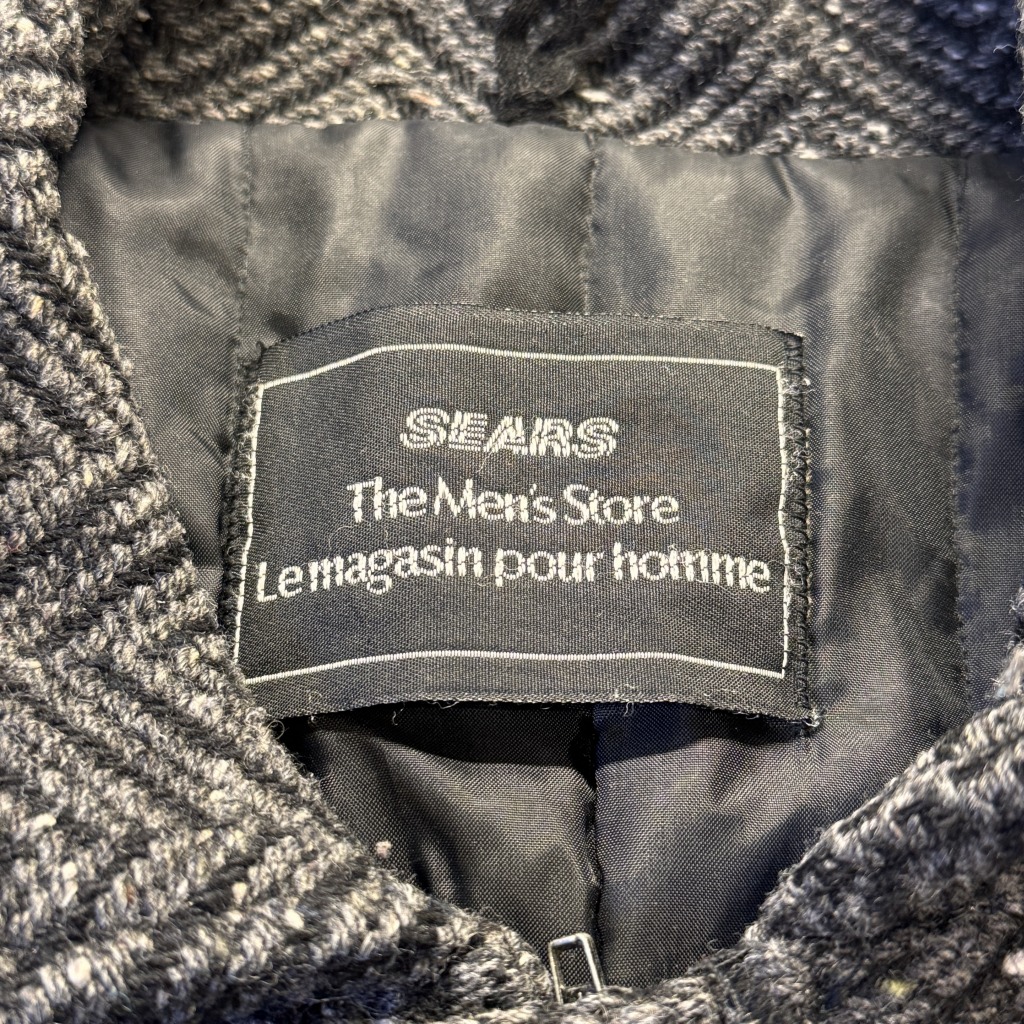 SEARS
The Men's Store
Le magasin pour homme